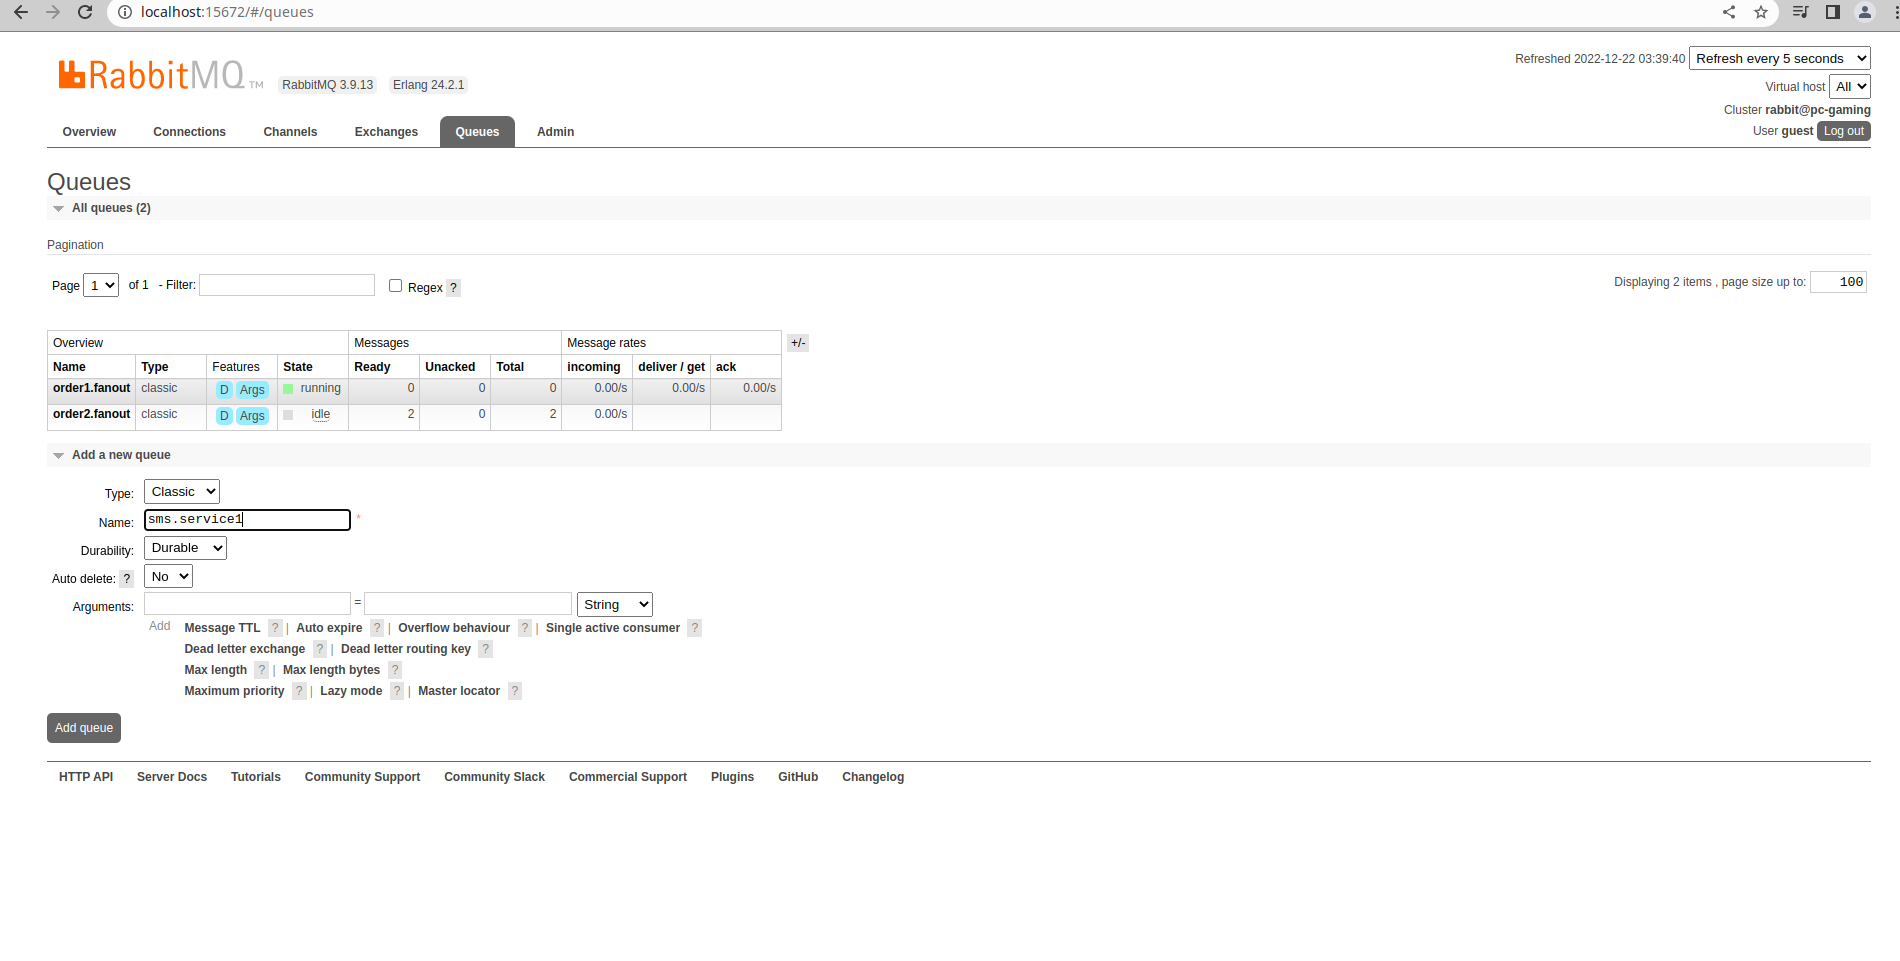 localhost:15672/#/queues
RabbitMQ TM RabbitMQ 3.9.13 Erlang 24.2.1
Refreshed 2022-12-22 03:39:40 Refresh every 5 seconds
Virtual host All
Cluster rabbit@pc-gaming
User guest Log out
Overview Connections Channels Exchanges Queues Admin
Queues
All queues (2)
Pagination
Page 1 of 1 - Filter: Regex ?
Displaying 2 items , page size up to: 100
Overview Messages Message rates +/-
Name Type Features State Ready Unacked Total incoming deliver / get ack
order1.fanout classic D Args running 0 0 0 0.00/s 0.00/s 0.00/s
order2.fanout classic D Args idle 2 0 2 0.00/s
Add a new queue
Type: Classic
Name: sms.service1 *
Durability: Durable
Auto delete: ? No
Arguments: = String
Add Message TTL ? | Auto expire ? | Overflow behaviour ? | Single active consumer ?
Dead letter exchange ? | Dead letter routing key ?
Max length ? | Max length bytes ?
Maximum priority ? | Lazy mode ? | Master locator ?
Add queue
HTTP API Server Docs Tutorials Community Support Community Slack Commercial Support Plugins GitHub Changelog